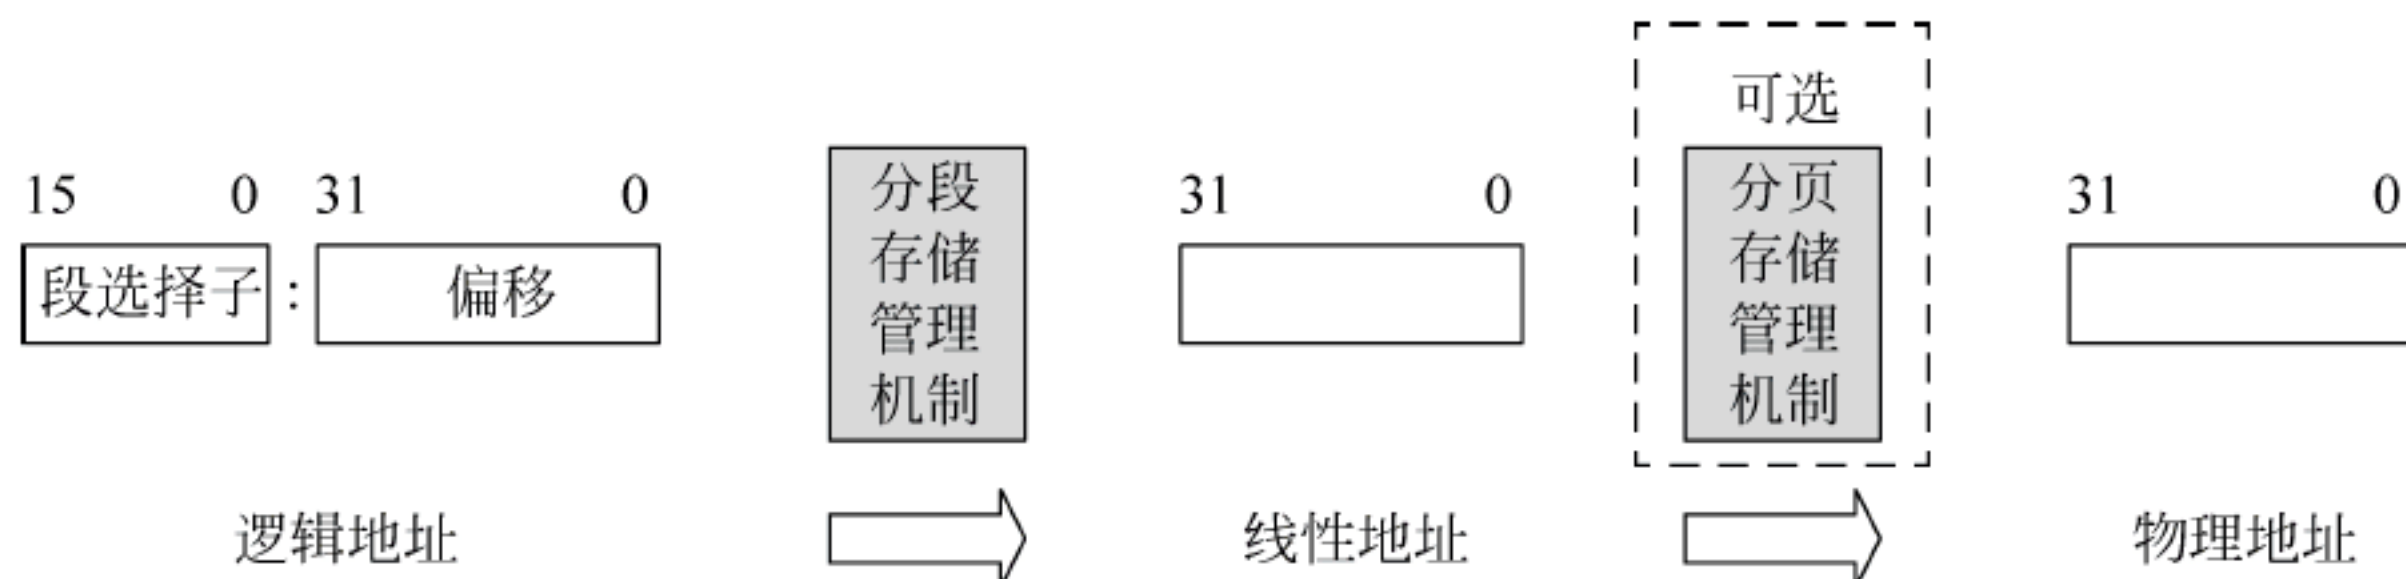 可选
15 0 31 0
分段
存储
管理
机制
31 0
分页
存储
管理
机制
31 0
段选择子 : 偏移
逻辑地址
线性地址
物理地址